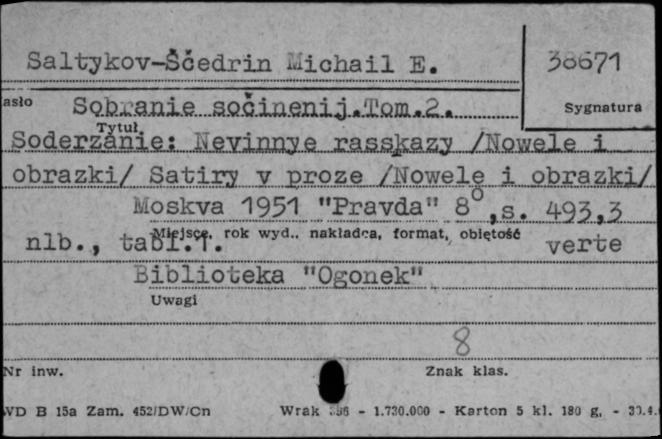 Saltykov-Ščedrin Michail E. 38671
asło Sobranie sočinenij.Tom.2. Sygnatura
Tytuł
Soderzanie: Nevinnye rasskazy /Nowele i
obrazki/ Satiry v proze /Nowele i obrazki/
Moskva 1951 "Pravda" 8°,s. 493,3
Miejsce, rok wyd., nakładca, format, objętość
nlb., tabl.1. verte
Biblioteka "Ogonek"
Uwagi
8
Nr inw. Znak klas.
WD B 15a Zam. 452/DW/Cn Wrak - 1.730.000 - Karton 5 kl. 180 g. - 30.4.